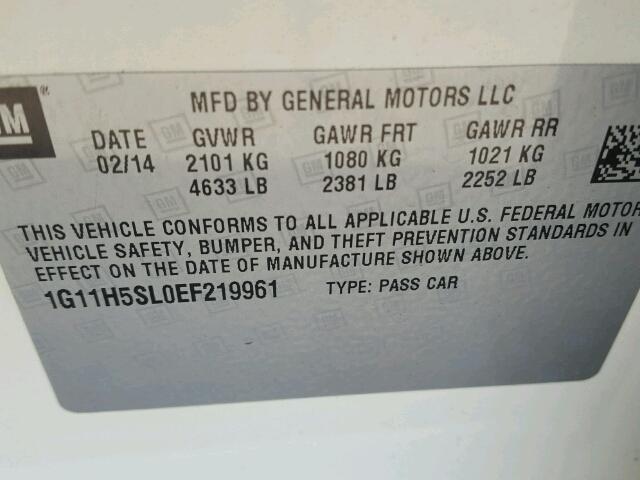 GM ®
MFD BY GENERAL MOTORS LLC
DATE GVWR GAWR FRT GAWR RR
02/14 2101 KG 1080 KG 1021 KG
4633 LB 2381 LB 2252 LB
THIS VEHICLE CONFORMS TO ALL APPLICABLE U.S. FEDERAL MOTOR
VEHICLE SAFETY, BUMPER, AND THEFT PREVENTION STANDARDS IN
EFFECT ON THE DATE OF MANUFACTURE SHOWN ABOVE.
1G11H5SL0EF219961 TYPE: PASS CAR